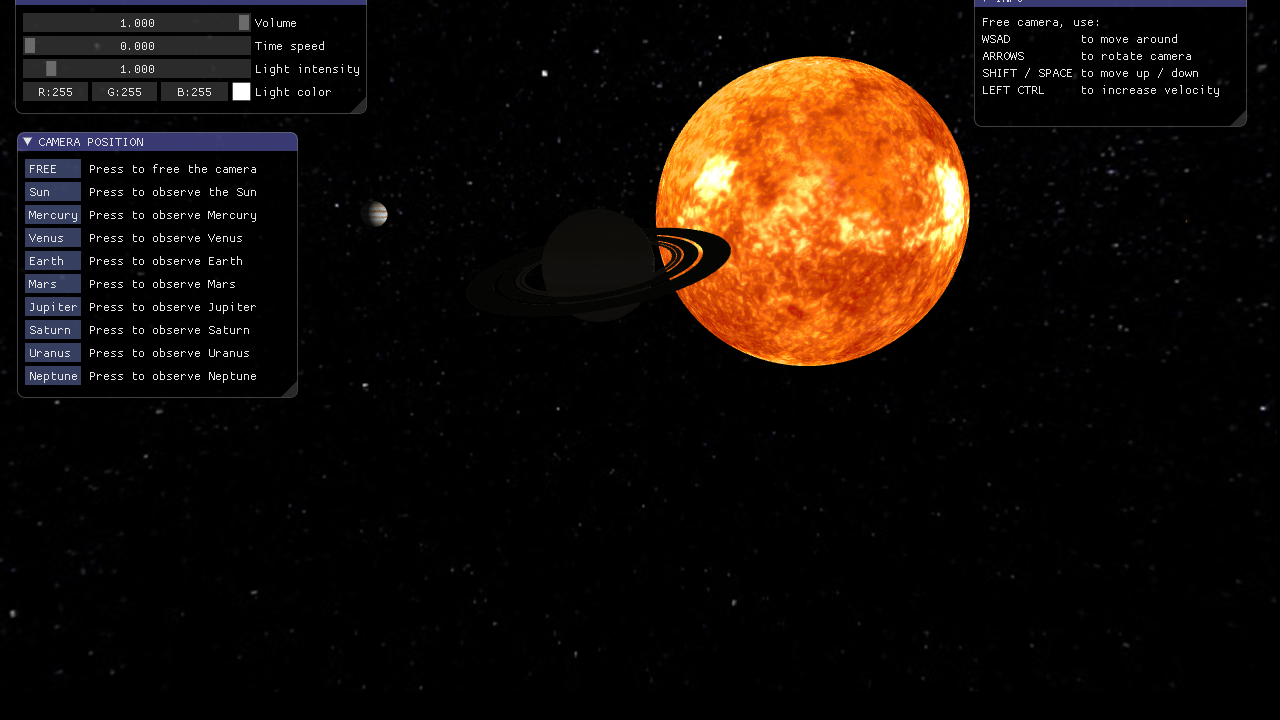 1.000 Volume
0.000 Time speed
1.000 Light intensity
R:255 G:255 B:255 Light color
CAMERA POSITION
FREE Press to free the camera
Sun Press to observe the Sun
Mercury Press to observe Mercury
Venus Press to observe Venus
Earth Press to observe Earth
Mars Press to observe Mars
Jupiter Press to observe Jupiter
Saturn Press to observe Saturn
Uranus Press to observe Uranus
Neptune Press to observe Neptune
Free camera, use:
WSAD to move around
ARROWS to rotate camera
SHIFT / SPACE to move up / down
LEFT CTRL to increase velocity